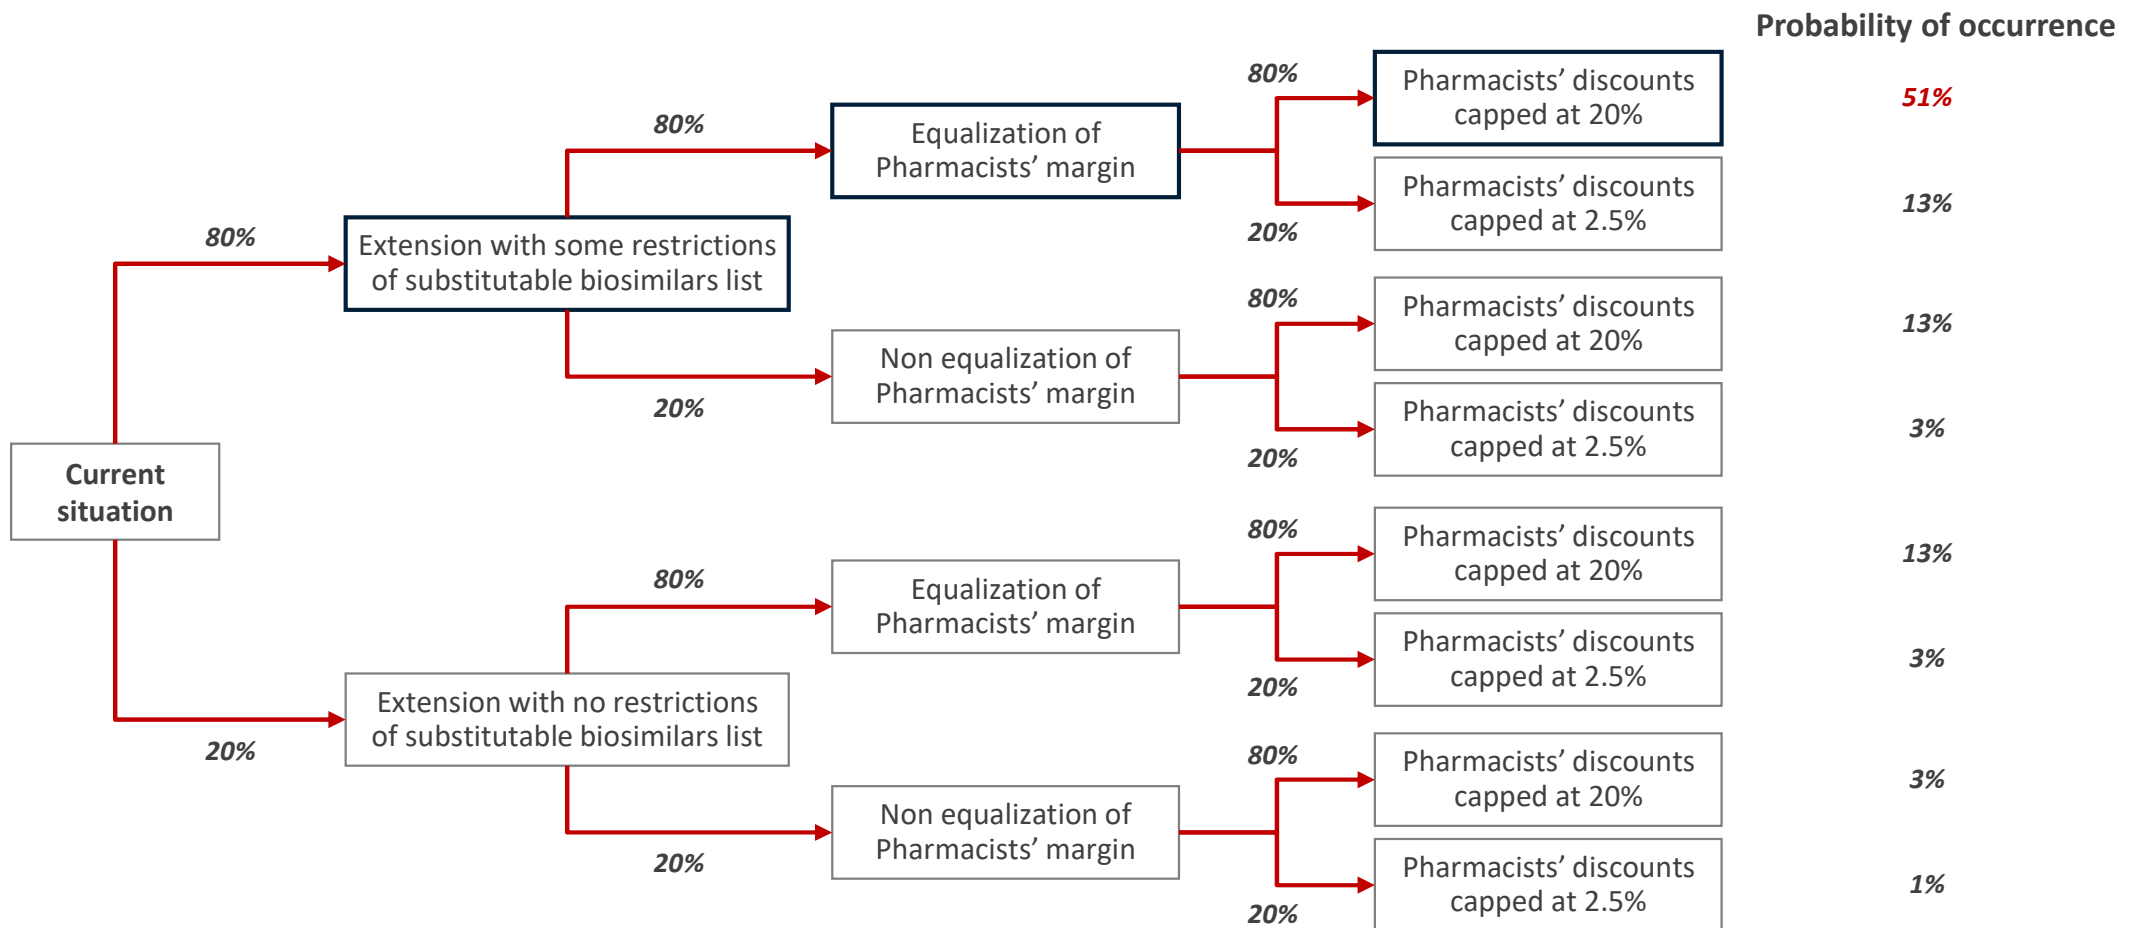 Probability of occurrence
80%
Pharmacists’ discounts
capped at 20%
51%
80%
Equalization of
Pharmacists’ margin
Pharmacists’ discounts
capped at 2.5%
13%
20%
80%
Extension with some restrictions
of substitutable biosimilars list
80%
Pharmacists’ discounts
capped at 20%
13%
Non equalization of
Pharmacists’ margin
20%
Pharmacists’ discounts
capped at 2.5%
3%
20%
Current
situation
80%
Pharmacists’ discounts
capped at 20%
13%
80%
Equalization of
Pharmacists’ margin
Pharmacists’ discounts
capped at 2.5%
3%
20%
Extension with no restrictions
of substitutable biosimilars list
20%
80%
Pharmacists’ discounts
capped at 20%
3%
Non equalization of
Pharmacists’ margin
20%
Pharmacists’ discounts
capped at 2.5%
1%
20%